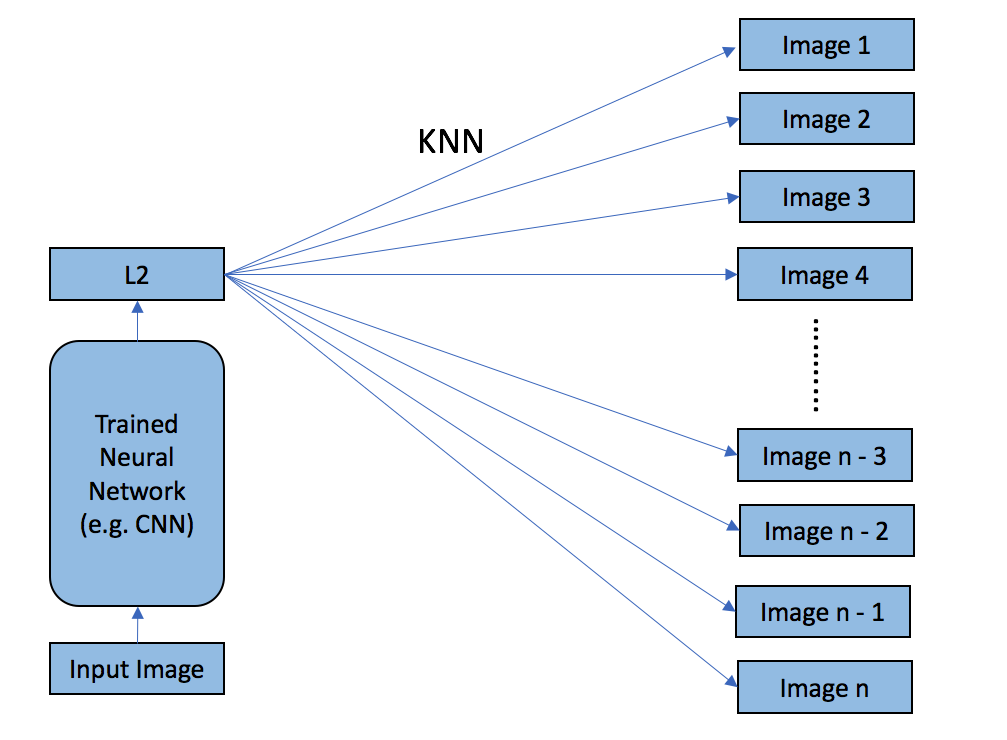 Image 1
Image 2
KNN
Image 3
L2
Image 4
Trained
Neural
Network
(e.g. CNN)
Image n - 3
Image n - 2
Image n - 1
Input Image
Image n